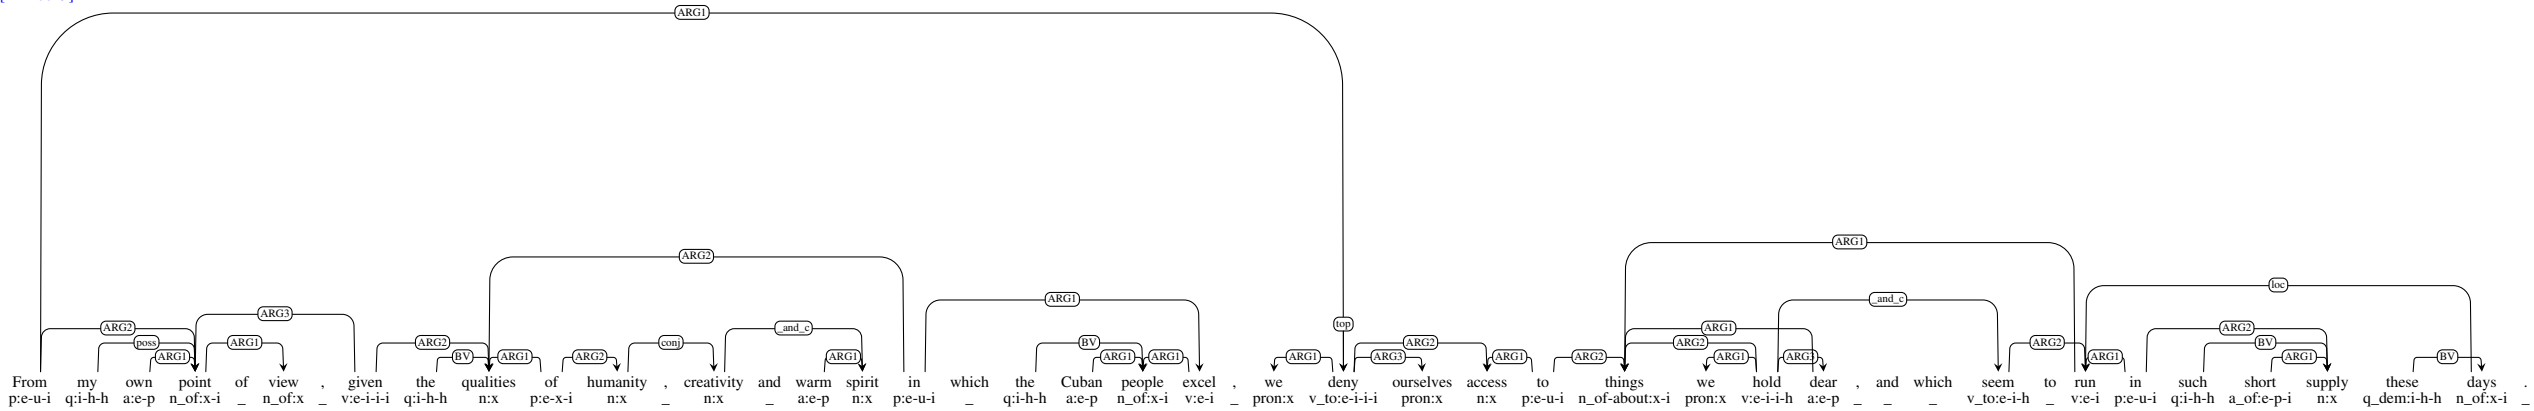 ARG1
ARG1
ARG2
loc
ARG1
_and_c
ARG3
top
ARG2
_and_c
ARG1
ARG2
poss
ARG1
ARG2
conj
BV
ARG2
ARG2
ARG2
BV
ARG1
BV
ARG1
ARG2
ARG1
ARG1
ARG1
ARG1
ARG3
ARG1
ARG2
ARG1
ARG3
ARG1
ARG1
BV
From my own point of view , given the qualities of humanity , creativity and warm spirit in which the Cuban people excel , we deny ourselves access to things we hold dear , and which seem to run in such short supply these days .
p:e-u-i q:i-h-h a:e-p n_of:x-i _ n_of:x _ v:e-i-i-i q:i-h-h n:x p:e-x-i n:x _ n:x _ a:e-p n:x p:e-u-i _ q:i-h-h a:e-p n_of:x-i v:e-i _ pron:x v_to:e-i-i-i pron:x n:x p:e-u-i n_of-about:x-i pron:x v:e-i-i-h a:e-p _ _ _ v_to:e-i-h _ v:e-i p:e-u-i q:i-h-h a_of:e-p-i n:x q_dem:i-h-h n_of:x-i _